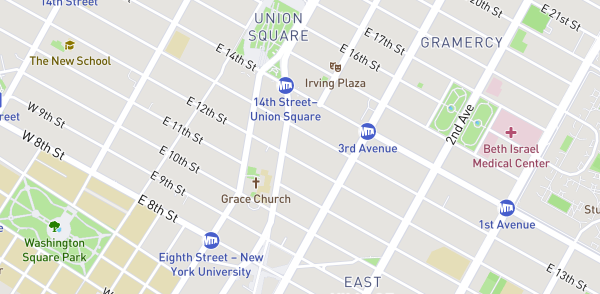 14th Street
UNION
SQUARE
E 20th St
E 21st St
GRAMERCY
E 17th St
E 16th St
E 14th St
The New School
Irving Plaza
14th Street–
Union Square
W 9th St
W 8th St
E 12th St
E 11th St
E 10th St
E 9th St
E 8th St
2nd Ave
3rd Avenue
Beth Israel
Medical Center
Grace Church
1st Avenue
Washington
Square Park
Eighth Street – New
York University
EAST
E 13th St